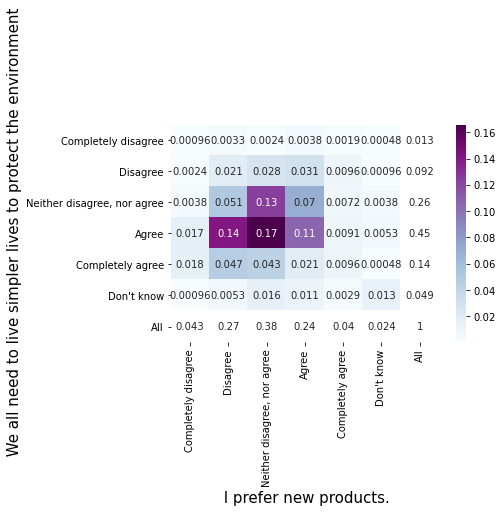 We all need to live simpler lives to protect the environment
Completely disagree 0.00096 0.0033 0.0024 0.0038 0.0019 0.00048 0.013
Disagree 0.0024 0.021 0.028 0.031 0.0096 0.00096 0.092
Neither disagree, nor agree 0.0038 0.051 0.13 0.07 0.0072 0.0038 0.26
Agree 0.017 0.14 0.17 0.11 0.0091 0.0053 0.45
Completely agree 0.018 0.047 0.043 0.021 0.0096 0.00048 0.14
Don't know 0.00096 0.0053 0.016 0.011 0.0029 0.013 0.049
All 0.043 0.27 0.38 0.24 0.04 0.024 1
Completely disagree
Disagree
Neither disagree, nor agree
Agree
Completely agree
Don't know
All
I prefer new products.
0.16
0.14
0.12
0.10
0.08
0.06
0.04
0.02